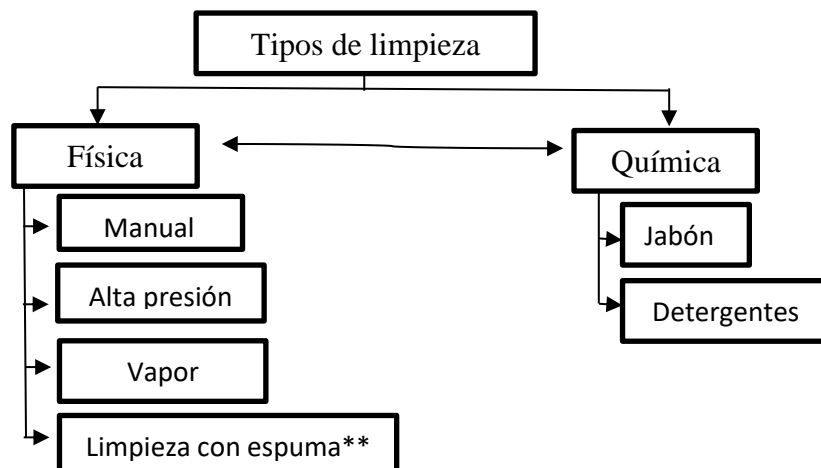 Tipos de limpieza
Física
Química
Manual
Jabón
Alta presión
Detergentes
Vapor
Limpieza con espuma**